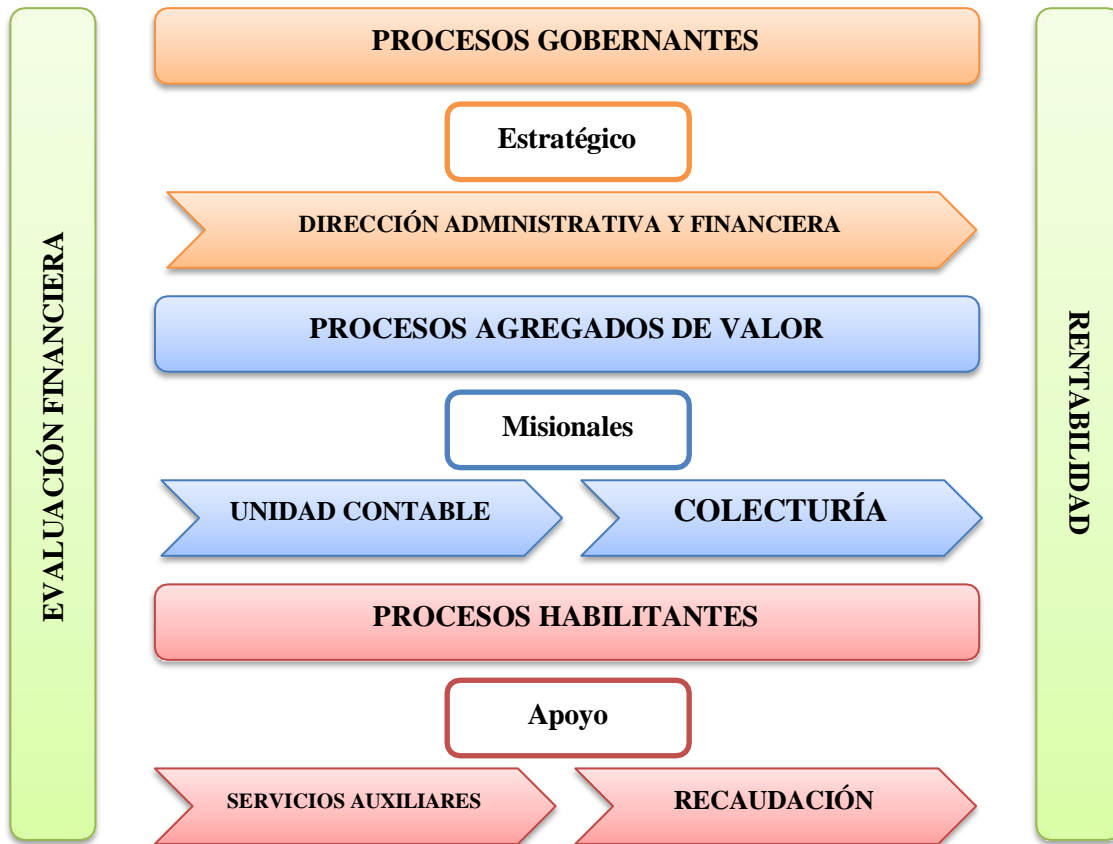 EVALUACIÓN FINANCIERA
PROCESOS GOBERNANTES
Estratégico
DIRECCIÓN ADMINISTRATIVA Y FINANCIERA
PROCESOS AGREGADOS DE VALOR
Misionales
UNIDAD CONTABLE
COLECTURÍA
PROCESOS HABILITANTES
Apoyo
SERVICIOS AUXILIARES
RECAUDACIÓN
RENTABILIDAD